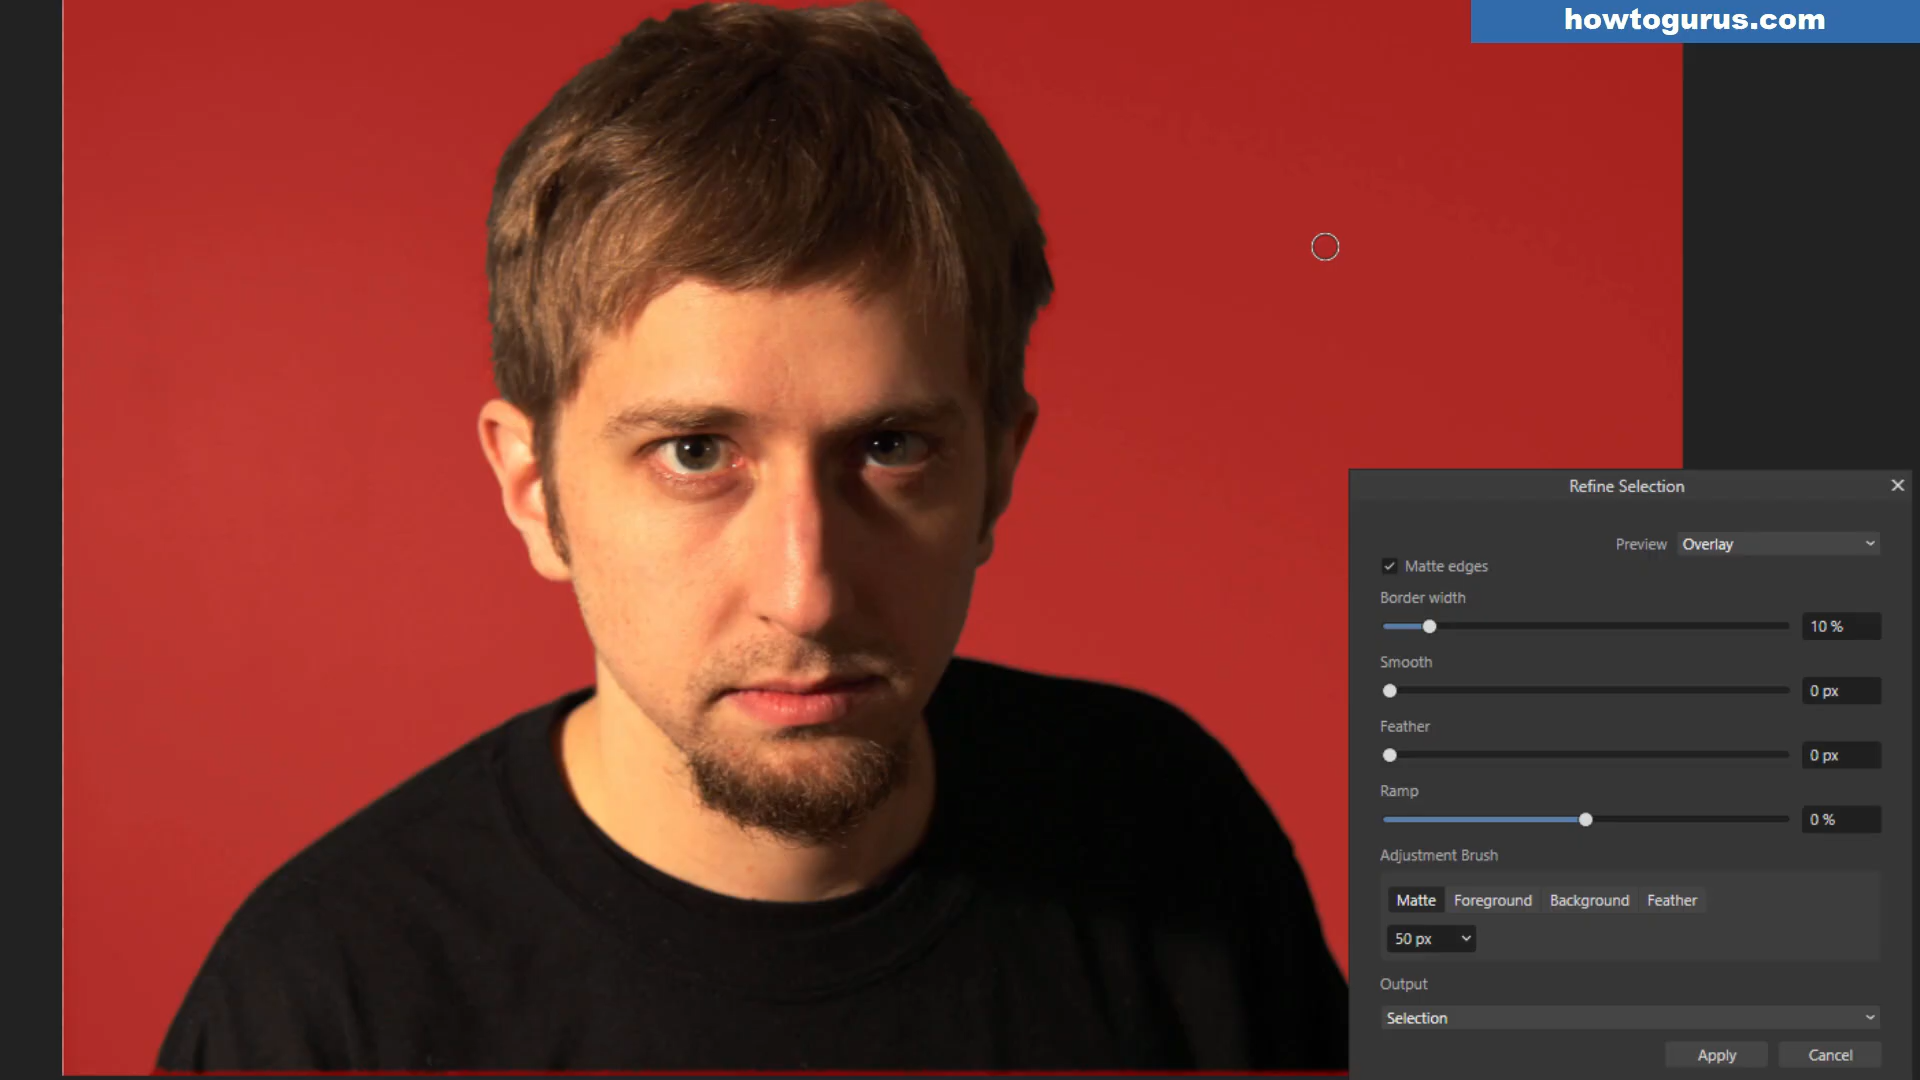 howtogurus.com
Refine Selection
Preview Overlay
Matte edges
Border width
10 %
Smooth
0 px
Feather
0 px
Ramp
0 %
Adjustment Brush
Matte Foreground Background Feather
50 px
Output
Selection
Apply Cancel